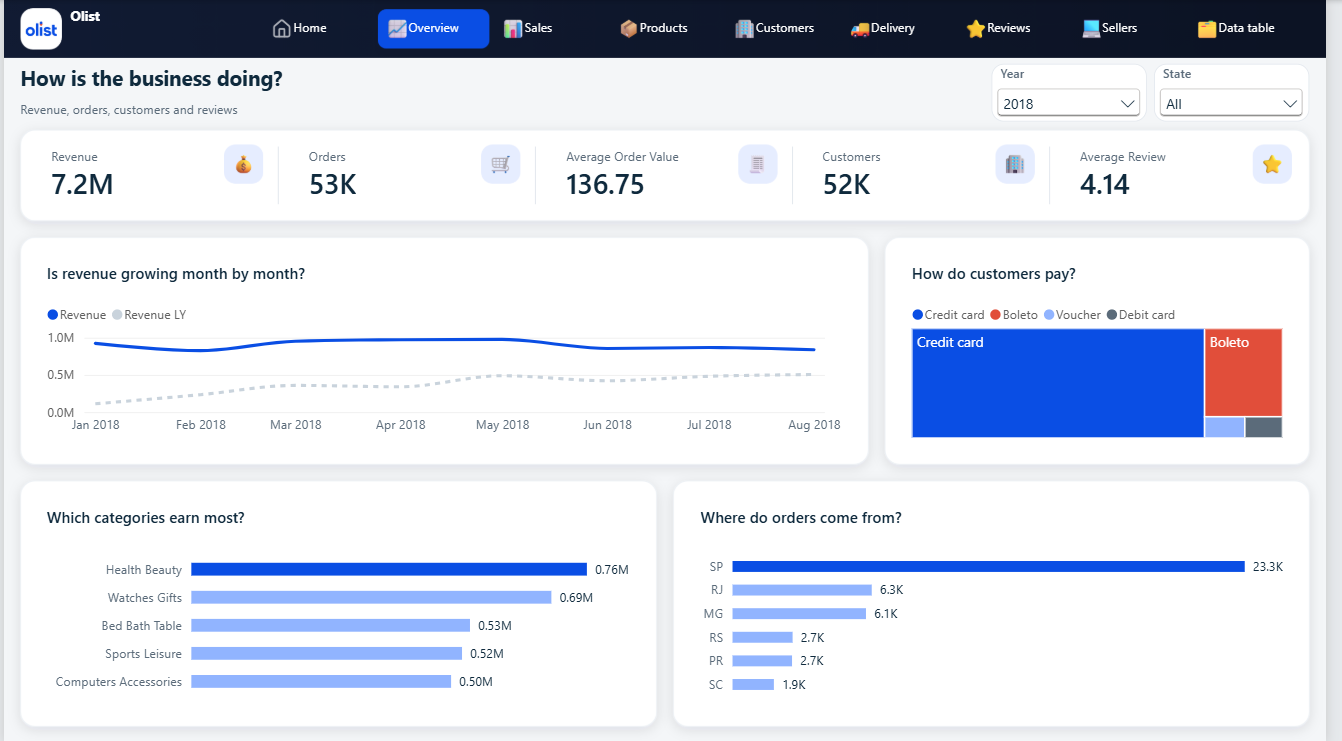 olist
Olist
Home
Overview
Sales
Products
Customers
Delivery
Reviews
Sellers
Data table
How is the business doing?
Revenue, orders, customers and reviews
Year
2018
State
All
Revenue
7.2M
Orders
53K
Average Order Value
136.75
Customers
52K
Average Review
4.14
Is revenue growing month by month?
Revenue Revenue LY
1.0M
0.5M
0.0M
Jan 2018 Feb 2018 Mar 2018 Apr 2018 May 2018 Jun 2018 Jul 2018 Aug 2018
How do customers pay?
Credit card Boleto Voucher Debit card
Credit card
Boleto
Which categories earn most?
Health Beauty 0.76M
Watches Gifts 0.69M
Bed Bath Table 0.53M
Sports Leisure 0.52M
Computers Accessories 0.50M
Where do orders come from?
SP 23.3K
RJ 6.3K
MG 6.1K
RS 2.7K
PR 2.7K
SC 1.9K